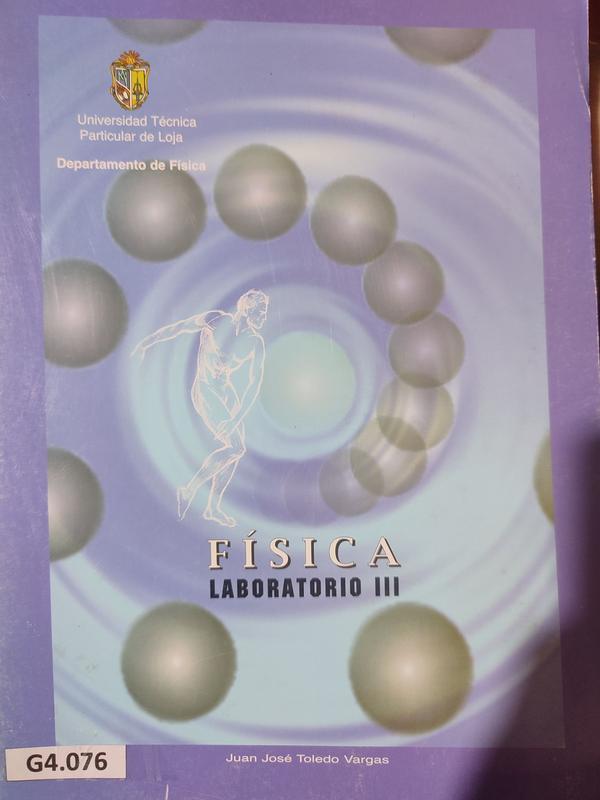 Universidad Técnica
Particular de Loja
Departamento de Física
FÍSICA
LABORATORIO III
Juan José Toledo Vargas
G4.076